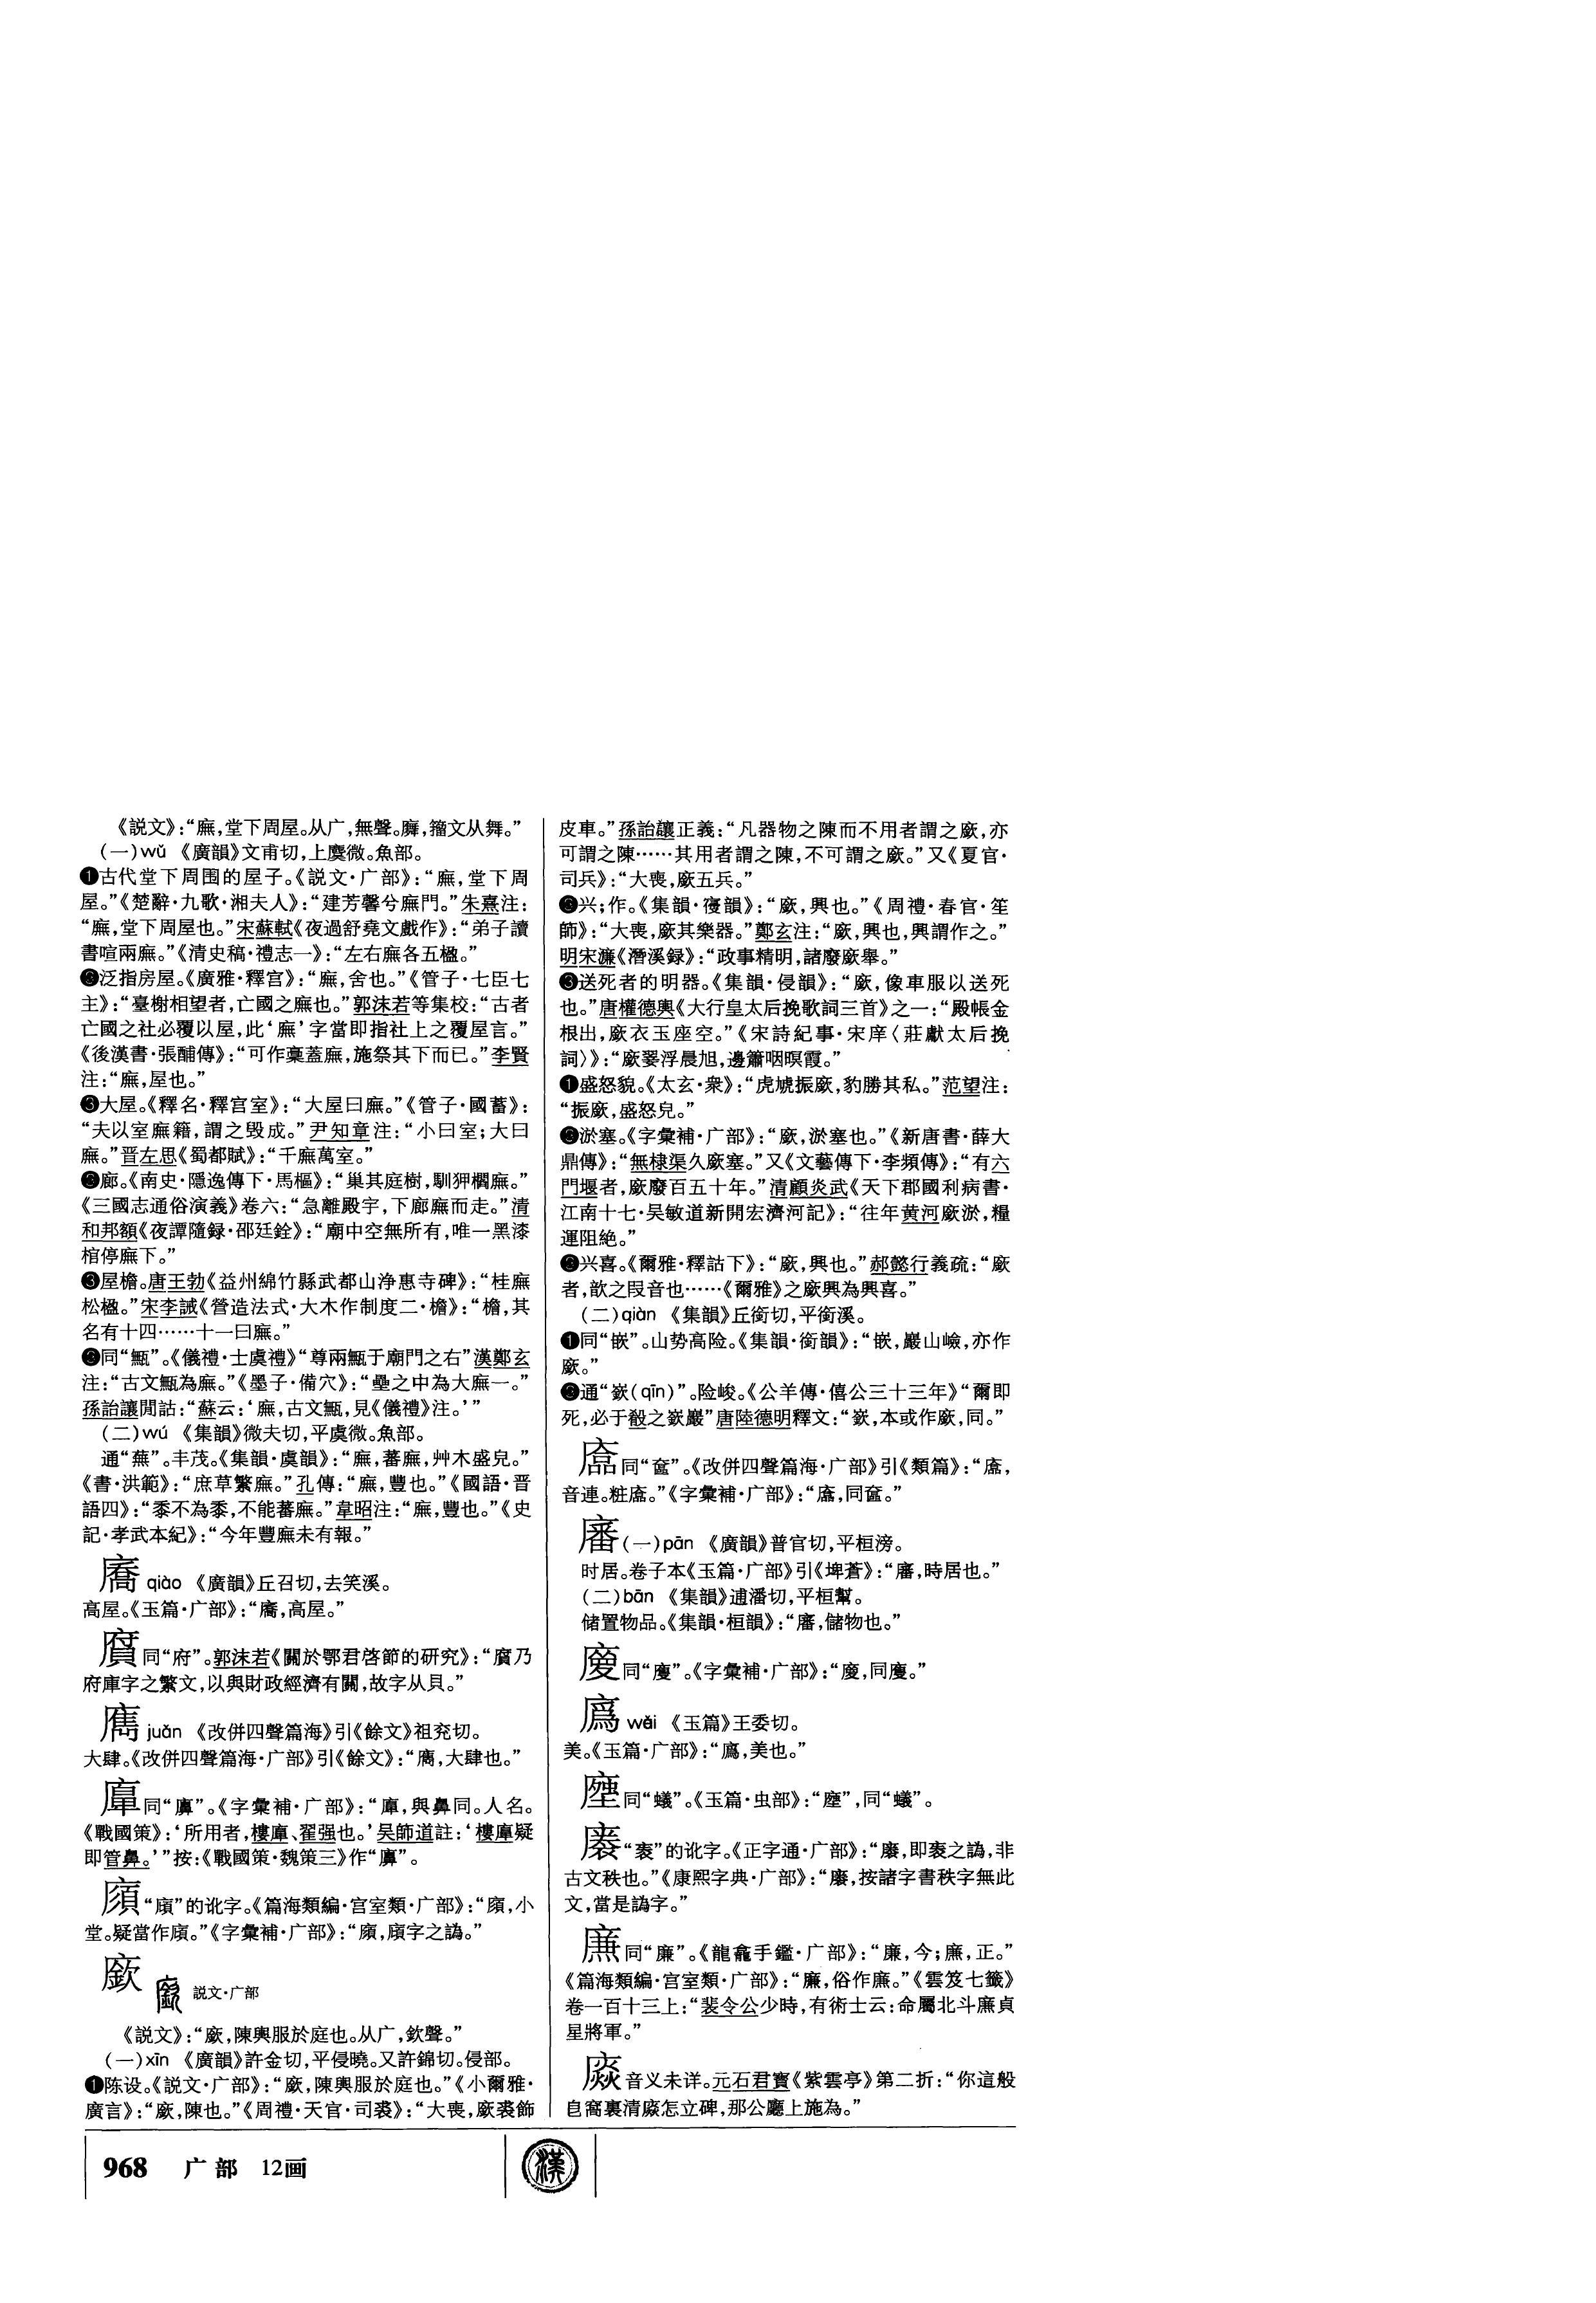 《説文》：“廡，堂下周屋。从广，無聲。㢝，籀文从舞。”
（一）wǔ 《廣韻》文甫切，上麌微。魚部。
❶古代堂下周围的屋子。《説文·广部》：“廡，堂下周
屋。”《楚辭·九歌·湘夫人》：“建芳馨兮廡門。”朱熹注：
“廡，堂下周屋也。”宋蘇軾《夜過舒堯文戲作》：“弟子讀
書喧兩廡。”《清史稿·禮志一》：“左右廡各五楹。”
❷泛指房屋。《廣雅·釋宫》：“廡，舍也。”《管子·七臣七
主》：“臺榭相望者，亡國之廡也。”郭沫若等集校：“古者
亡國之社必覆以屋，此‘廡’字當即指社上之覆屋言。”
《後漢書·張酺傳》：“可作稾蓋廡，施祭其下而已。”李賢
注：“廡，屋也。”
❸大屋。《釋名·釋宫室》：“大屋曰廡。”《管子·國蓄》：
“夫以室廡籍，謂之毁成。”尹知章注：“小曰室；大曰
廡。”晋左思《蜀都賦》：“千廡萬室。”
❸廊。《南史·隱逸傳下·馬樞》：“巢其庭樹，馴狎櫚廡。”
《三國志通俗演義》卷六：“急離殿宇，下廊廡而走。”清
和邦額《夜譚隨録·邵廷銓》：“廟中空無所有，唯一黑漆
棺停廡下。”
❸屋檐。唐王勃《益州綿竹縣武都山浄惠寺碑》：“桂廡
松楹。”宋李誡《營造法式·大木作制度二·檐》：“檐，其
名有十四……十一曰廡。”
❷同“甒”。《儀禮·士虞禮》“尊兩甒于廟門之右”漢鄭玄
注：“古文甒為廡。”《墨子·備穴》：“壘之中為大廡一。”
孫詒讓閒詁：“蘇云：‘廡，古文甒，見《儀禮》注。’”
（二）wú 《集韻》微夫切，平虞微。魚部。
通“蕪”。丰茂。《集韻·虞韻》：“廡，蕃廡，艸木盛皃。”
《書·洪範》：“庶草繁廡。”孔傳：“廡，豐也。”《國語·晋
語四》：“黍不為黍，不能蕃廡。”韋昭注：“廡，豐也。”《史
記·孝武本紀》：“今年豐廡未有報。”
㢗 qiào 《廣韻》丘召切，去笑溪。
高屋。《玉篇·广部》：“㢗，高屋。”
同“府”。郭沫若《關於鄂君啓節的研究》：“乃
府庫字之繁文，以與財政經濟有關，故字从貝。”
juǎn 《改併四聲篇海》引《餘文》祖兖切。
大肆。《改併四聲篇海·广部》引《餘文》：“，大肆也。”
同“”。《字彙補·广部》：“，與鼻同。人名。
《戰國策》：‘所用者，樓、翟强也。’吴師道註：‘樓疑
即管鼻。’”按：《戰國策·魏策三》作“”。
“”的讹字。《篇海類編·宫室類·广部》：“，小
堂。疑當作。”《字彙補·广部》：“，字之譌。”
廞 説文·广部
《説文》：“廞，陳輿服於庭也。从广，欽聲。”
（一）xīn 《廣韻》許金切，平侵曉。又許錦切。侵部。
❶陈设。《説文·广部》：“廞，陳輿服於庭也。”《小爾雅·
廣言》：“廞，陳也。”《周禮·天官·司裘》：“大喪，廞裘飾
皮車。”孫詒讓正義：“凡器物之陳而不用者謂之廞，亦
可謂之陳……其用者謂之陳，不可謂之廞。”又《夏官·
司兵》：“大喪，廞五兵。”
❷兴；作。《集韻·寑韻》：“廞，興也。”《周禮·春官·笙
師》：“大喪，廞其樂器。”鄭玄注：“廞，興也，興謂作之。”
明宋濂《潛溪録》：“政事精明，諸廢廞舉。”
❸送死者的明器。《集韻·侵韻》：“廞，像車服以送死
也。”唐權德輿《大行皇太后挽歌詞三首》之一：“殿帳金
根出，廞衣玉座空。”《宋詩紀事·宋庠〈莊獻太后挽
詞〉》：“廞翣浮晨旭，邊簫咽暝霞。”
❶盛怒貌。《太玄·衆》：“虎虓振廞，豹勝其私。”范望注：
“振廞，盛怒皃。”
❷淤塞。《字彙補·广部》：“廞，淤塞也。”《新唐書·薛大
鼎傳》：“無棣渠久廞塞。”又《文藝傳下·李頻傳》：“有六
門堰者，廞廢百五十年。”清顧炎武《天下郡國利病書·
江南十七·吴敏道新開宏濟河記》：“往年黄河廞淤，糧
運阻絶。”
❷兴喜。《爾雅·釋詁下》：“廞，興也。”郝懿行義疏：“廞
者，歆之叚音也……《爾雅》之廞興為興喜。”
（二）qiàn 《集韻》丘銜切，平銜溪。
❶同“嵌”。山势高险。《集韻·銜韻》：“嵌，巖山嶮，亦作
廞。”
❷通“嶔（qīn）”。险峻。《公羊傳·僖公三十三年》“爾即
死，必于殽之嶔巖”唐陸德明釋文：“嶔，本或作廞，同。”
同“奩”。《改併四聲篇海·广部》引《類篇》：“，
音連。粧。”《字彙補·广部》：“，同奩。”
（一）pān 《廣韻》普官切，平桓滂。
时居。卷子本《玉篇·广部》引《埤蒼》：“，時居也。”
（二）bān 《集韻》逋潘切，平桓幫。
储置物品。《集韻·桓韻》：“，儲物也。”
同“”。《字彙補·广部》：“，同。”
wěi 《玉篇》王委切。
美。《玉篇·广部》：“，美也。”
同“蟻”。《玉篇·虫部》：“”，同“蟻”。
“袠”的讹字。《正字通·广部》：“，即袠之譌，非
古文秩也。”《康熙字典·广部》：“，按諸字書秩字無此
文，當是譌字。”
同“廉”。《龍龕手鑑·广部》：“廉，今；，正。”
《篇海類編·宫室類·广部》：“廉，俗作。”《雲笈七籤》
卷一百十三上：“裴令公少時，有術士云：命屬北斗貞
星將軍。”
音义未详。元石君寶《紫雲亭》第二折：“你這般
自窩裏清怎立碑，那公廳上施為。”
968 广部 12画
漢